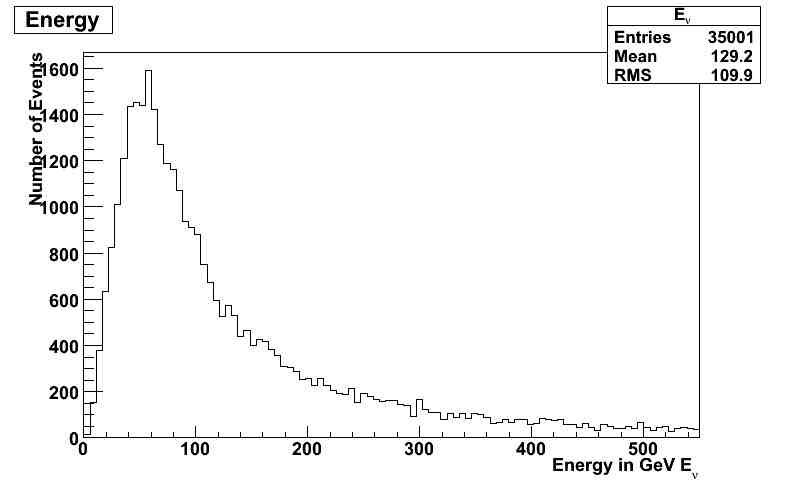 Energy
E_ν
Entries 35001
Mean 129.2
RMS 109.9
Number of Events
1600
1400
1200
1000
800
600
400
200
0
0 100 200 300 400 500
Energy in GeV E_ν